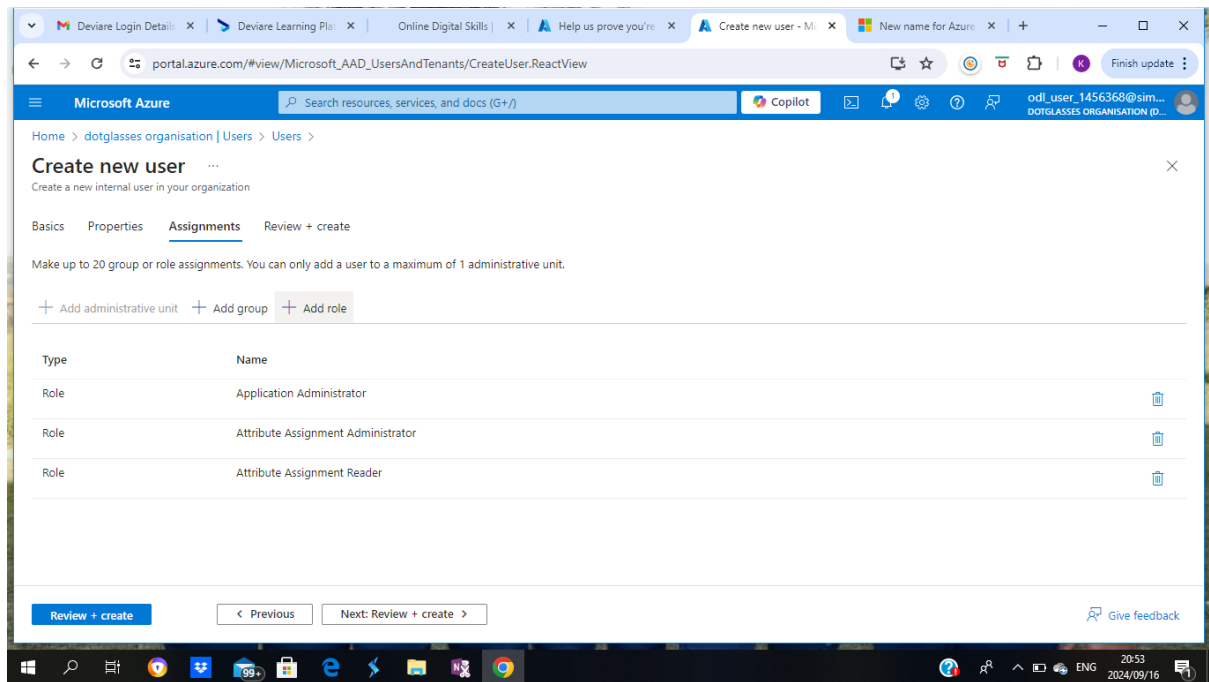 Deviare Login Details
Deviare Learning Pla
Online Digital Skills |
Help us prove you're
Create new user - Mi
New name for Azure
portal.azure.com/#view/Microsoft_AAD_UsersAndTenants/CreateUser.ReactView
K
Finish update
Microsoft Azure
Search resources, services, and docs (G+/)
Copilot
1
odl_user_1456368@sim...
DOTGLASSES ORGANISATION (D...
Home > dotglasses organisation | Users > Users >
Create new user ...
Create a new internal user in your organization
Basics Properties Assignments Review + create
Make up to 20 group or role assignments. You can only add a user to a maximum of 1 administrative unit.
+ Add administrative unit + Add group + Add role
Type Name
Role Application Administrator
Role Attribute Assignment Administrator
Role Attribute Assignment Reader
Review + create < Previous Next: Review + create > Give feedback
99+ ENG 20:53
2024/09/16 1